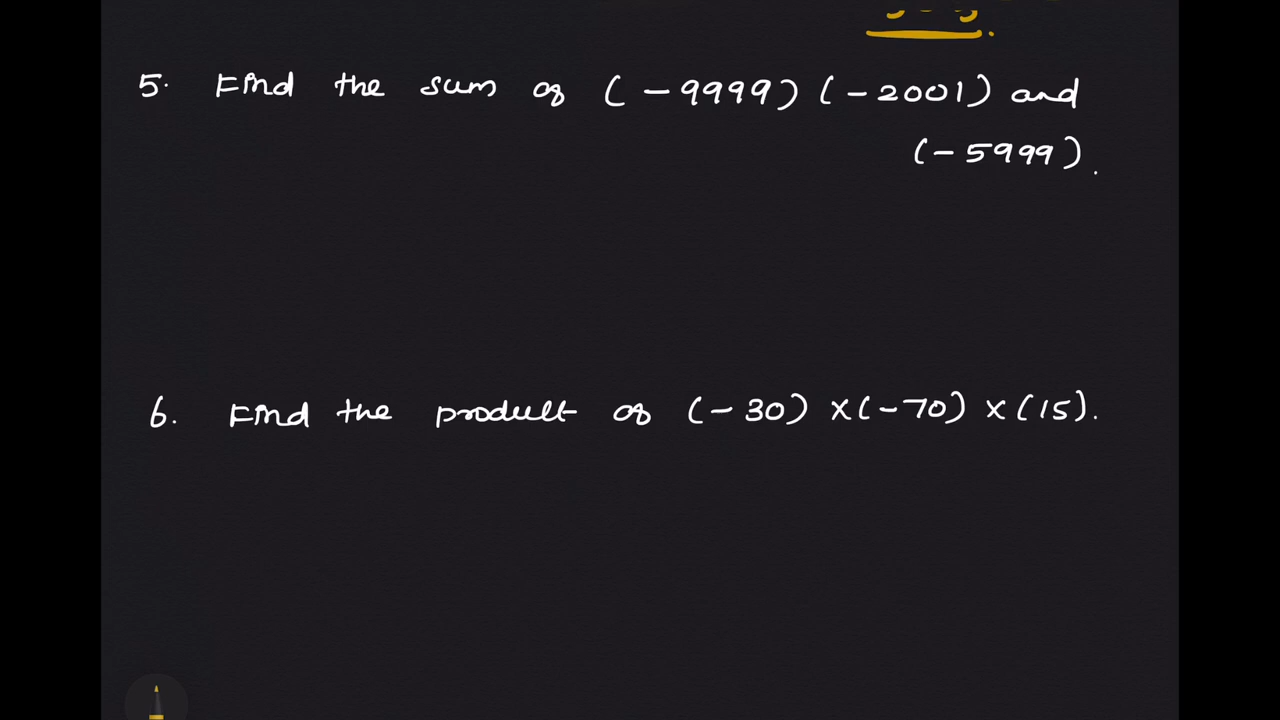 5. Find the sum of (-9999) (-2001) and
(-5999).
6. Find the product of (-30) x (-70) x (15).